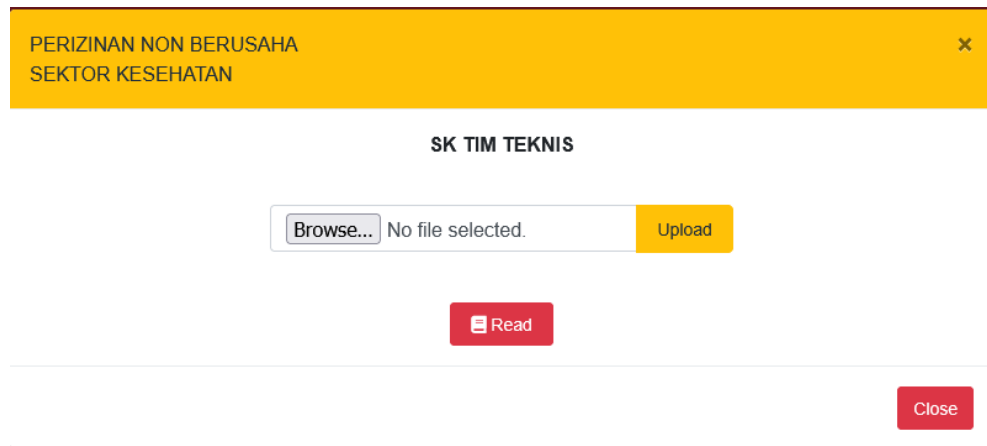 PERIZINAN NON BERUSAHA
SEKTOR KESEHATAN
×
SK TIM TEKNIS
Browse... No file selected. Upload
Read
Close